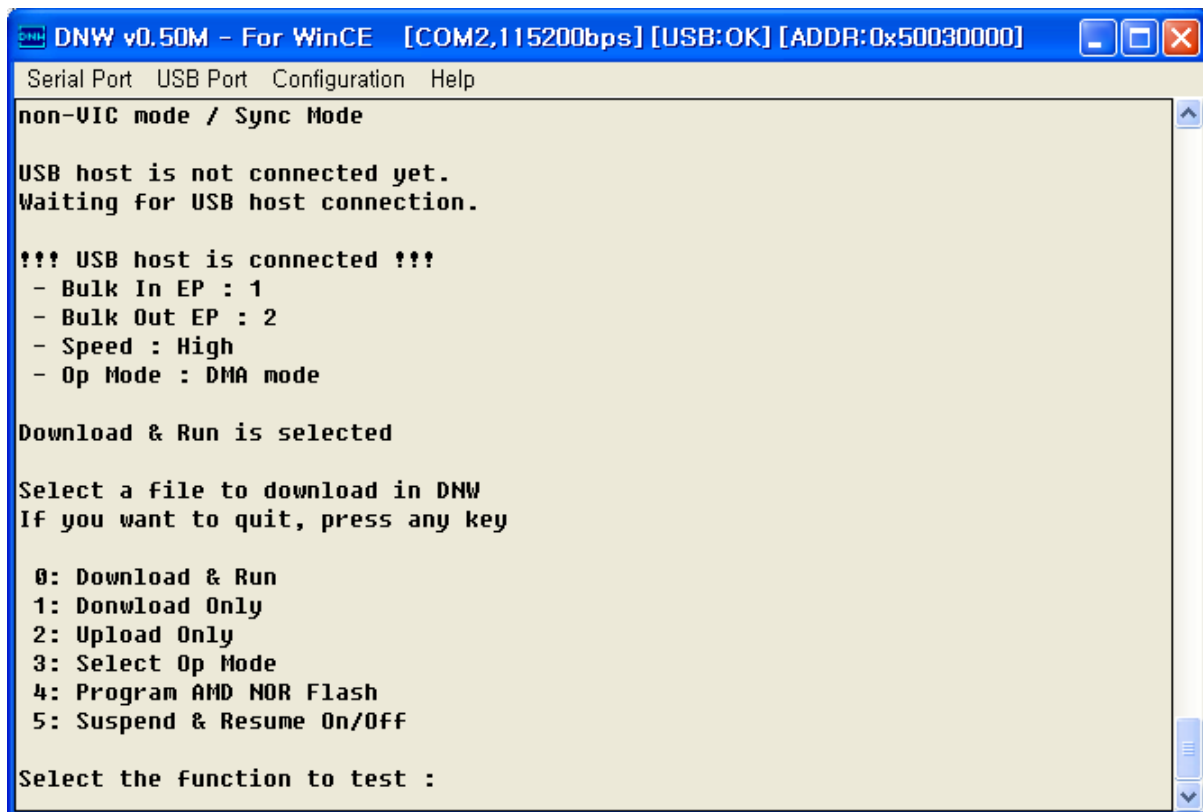 DNW DNW v0.50M - For WinCE [COM2,115200bps] [USB:OK] [ADDR:0x50030000]
Serial Port USB Port Configuration Help
non-VIC mode / Sync Mode
USB host is not connected yet.
Waiting for USB host connection.
!!! USB host is connected !!!
- Bulk In EP : 1
- Bulk Out EP : 2
- Speed : High
- Op Mode : DMA mode
Download & Run is selected
Select a file to download in DNW
If you want to quit, press any key
0: Download & Run
1: Donwload Only
2: Upload Only
3: Select Op Mode
4: Program AMD NOR Flash
5: Suspend & Resume On/Off
Select the function to test :